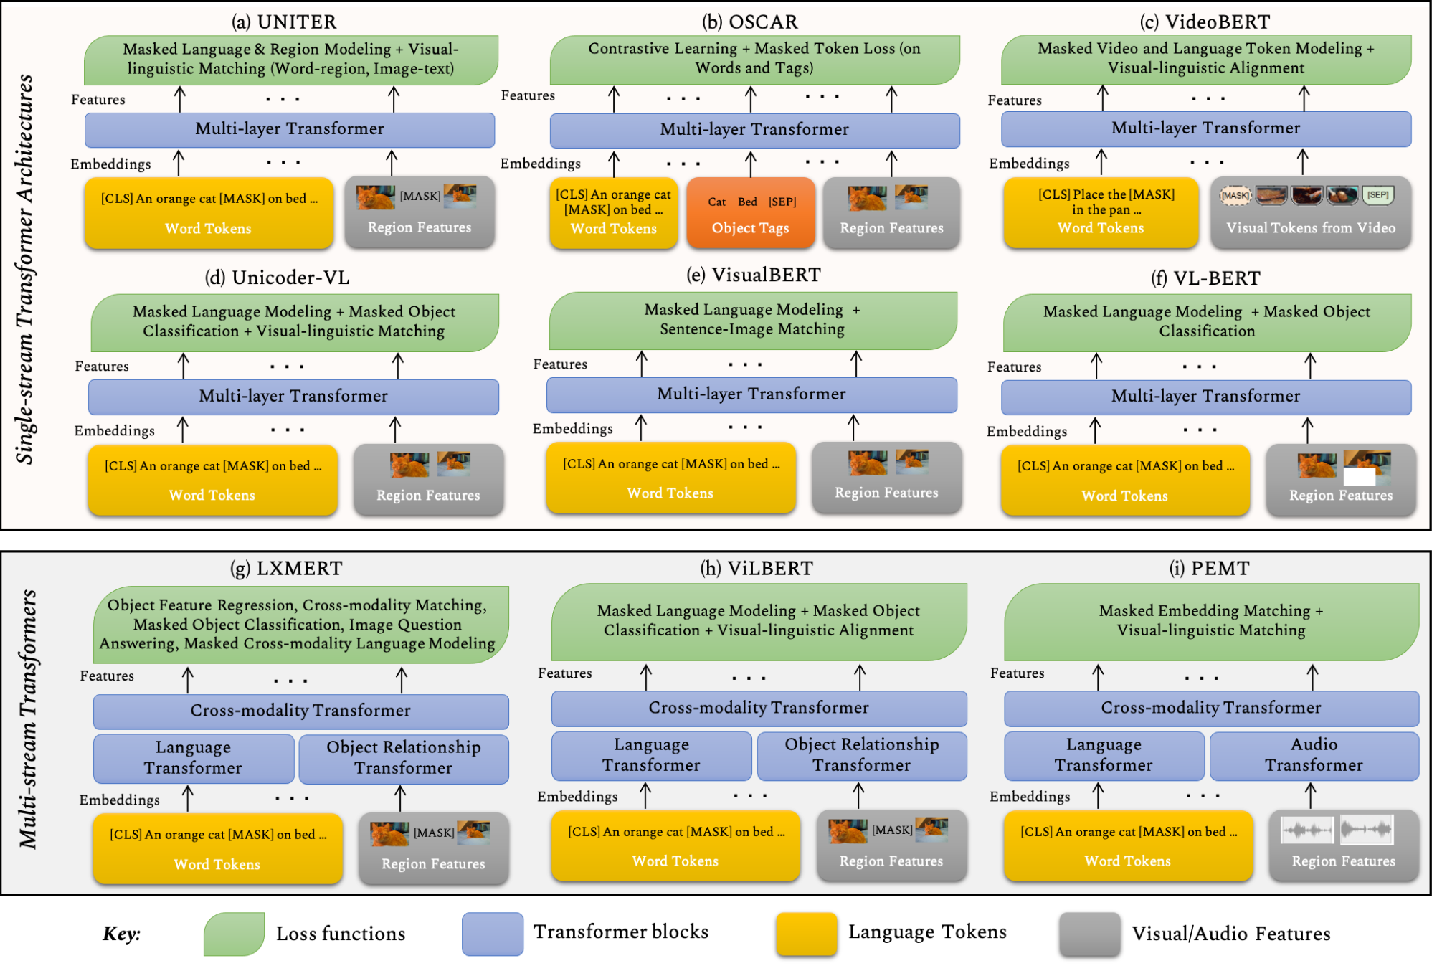 Single-stream Transformer Architectures
(a) UNITER
Masked Language & Region Modeling + Visual-
linguistic Matching (Word-region, Image-text)
Features
. . .
Multi-layer Transformer
Embeddings
. . .
[CLS] An orange cat [MASK] on bed ...
Word Tokens
[MASK]
Region Features
(b) OSCAR
Contrastive Learning + Masked Token Loss (on
Words and Tags)
Features
. . .
. . .
Multi-layer Transformer
Embeddings
. . .
. . .
[CLS] An orange cat
[MASK] on bed ...
Word Tokens
Cat Bed [SEP]
Object Tags
Region Features
(c) VideoBERT
Masked Video and Language Token Modeling +
Visual-linguistic Alignment
Features
. . .
Multi-layer Transformer
Embeddings
. . .
[CLS] Place the [MASK]
in the pan ...
Word Tokens
[MASK]
[SEP]
Visual Tokens from Video
(d) Unicoder-VL
Masked Language Modeling + Masked Object
Classification + Visual-linguistic Matching
Features
. . .
Multi-layer Transformer
Embeddings
. . .
[CLS] An orange cat [MASK] on bed ...
Word Tokens
Region Features
(e) VisualBERT
Masked Language Modeling +
Sentence-Image Matching
Features
. . .
Multi-layer Transformer
Embeddings
. . .
[CLS] An orange cat [MASK] on bed ...
Word Tokens
Region Features
(f) VL-BERT
Masked Language Modeling + Masked Object
Classification
Features
. . .
Multi-layer Transformer
Embeddings
. . .
[CLS] An orange cat [MASK] on bed ...
Word Tokens
Region Features
Multi-stream Transformers
(g) LXMERT
Object Feature Regression, Cross-modality Matching,
Masked Object Classification, Image Question
Answering, Masked Cross-modality Language Modeling
Features
. . .
Cross-modality Transformer
Language
Transformer
Object Relationship
Transformer
Embeddings
. . .
[CLS] An orange cat [MASK] on bed ...
Word Tokens
[MASK]
Region Features
(h) ViLBERT
Masked Language Modeling + Masked Object
Classification + Visual-linguistic Alignment
Features
. . .
Cross-modality Transformer
Language
Transformer
Object Relationship
Transformer
Embeddings
. . .
[CLS] An orange cat [MASK] on bed ...
Word Tokens
[MASK]
Region Features
(i) PEMT
Masked Embedding Matching +
Visual-linguistic Matching
Features
. . .
Cross-modality Transformer
Language
Transformer
Audio
Transformer
Embeddings
. . .
[CLS] An orange cat [MASK] on bed ...
Word Tokens
Region Features
Key:
Loss functions
Transformer blocks
Language Tokens
Visual/Audio Features